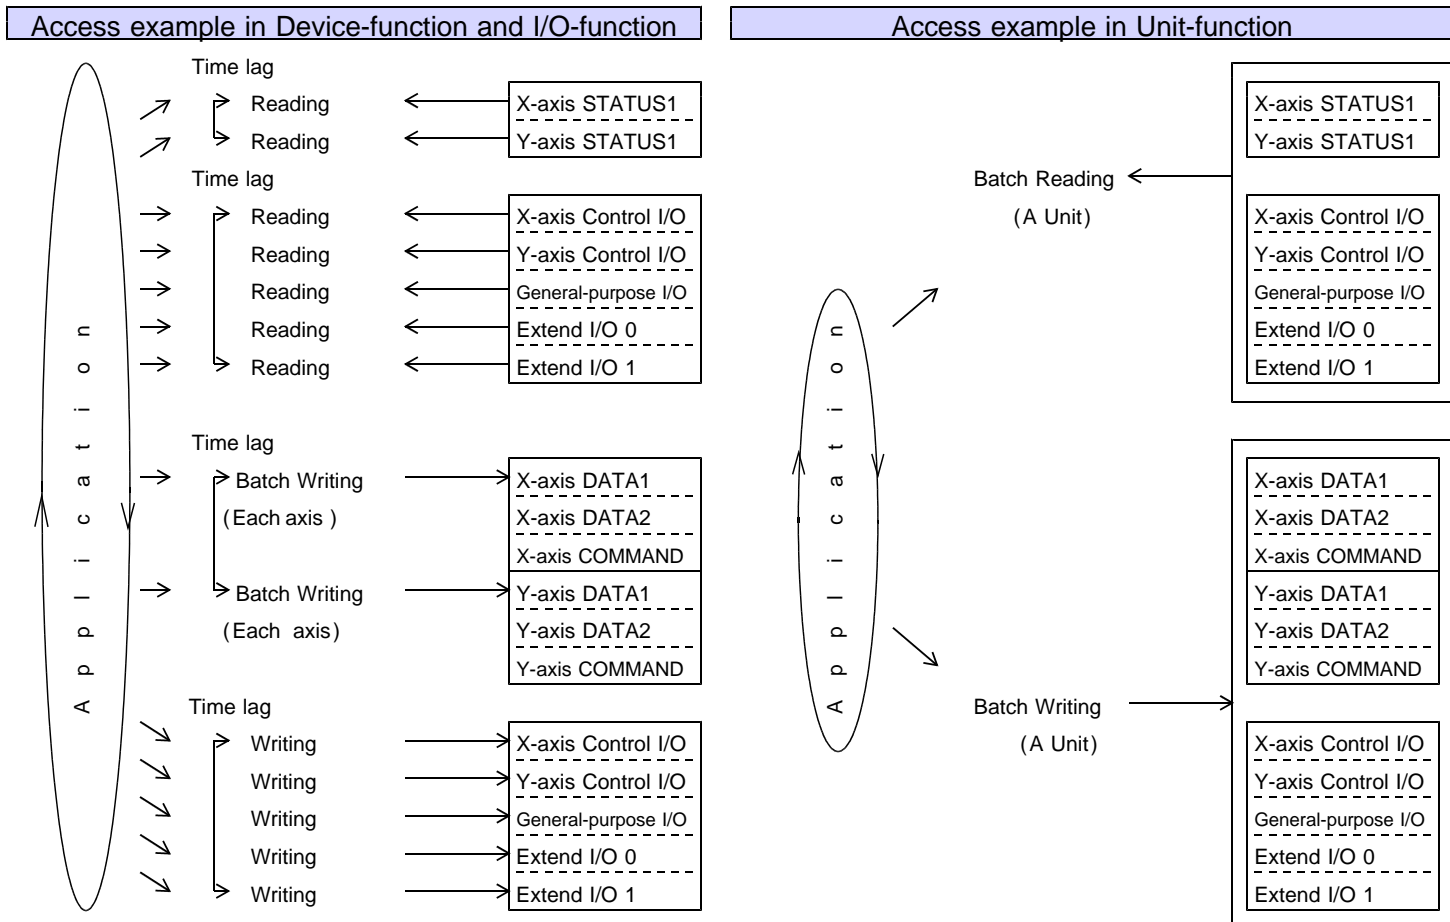 Access example in Device-function and I/O-function
Time lag
Reading
X-axis STATUS1
Reading
Y-axis STATUS1
Time lag
Reading
X-axis Control I/O
Reading
Y-axis Control I/O
Reading
General-purpose I/O
Reading
Extend I/O 0
Reading
Extend I/O 1
Application
Time lag
Batch Writing
X-axis DATA1
(Each axis )
X-axis DATA2
X-axis COMMAND
Batch Writing
Y-axis DATA1
(Each axis)
Y-axis DATA2
Y-axis COMMAND
Time lag
Writing
X-axis Control I/O
Writing
Y-axis Control I/O
Writing
General-purpose I/O
Writing
Extend I/O 0
Writing
Extend I/O 1
Access example in Unit-function
X-axis STATUS1
Y-axis STATUS1
Batch Reading
(A Unit)
X-axis Control I/O
Y-axis Control I/O
General-purpose I/O
Extend I/O 0
Extend I/O 1
Application
X-axis DATA1
X-axis DATA2
X-axis COMMAND
Y-axis DATA1
Y-axis DATA2
Y-axis COMMAND
Batch Writing
(A Unit)
X-axis Control I/O
Y-axis Control I/O
General-purpose I/O
Extend I/O 0
Extend I/O 1